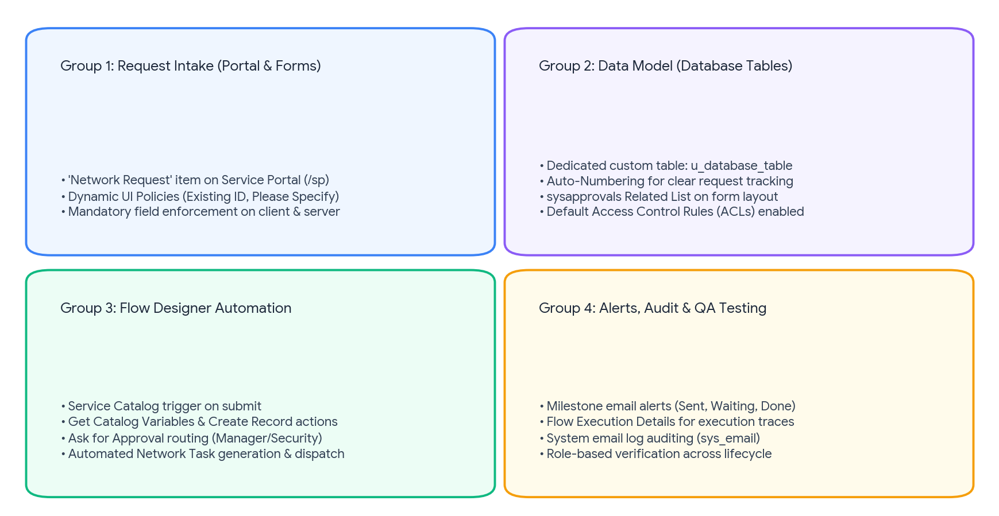 Group 1: Request Intake (Portal & Forms)
• 'Network Request' item on Service Portal (/sp)
• Dynamic UI Policies (Existing ID, Please Specify)
• Mandatory field enforcement on client & server
Group 2: Data Model (Database Tables)
• Dedicated custom table: u_database_table
• Auto-Numbering for clear request tracking
• sysapprovals Related List on form layout
• Default Access Control Rules (ACLs) enabled
Group 3: Flow Designer Automation
• Service Catalog trigger on submit
• Get Catalog Variables & Create Record actions
• Ask for Approval routing (Manager/Security)
• Automated Network Task generation & dispatch
Group 4: Alerts, Audit & QA Testing
• Milestone email alerts (Sent, Waiting, Done)
• Flow Execution Details for execution traces
• System email log auditing (sys_email)
• Role-based verification across lifecycle